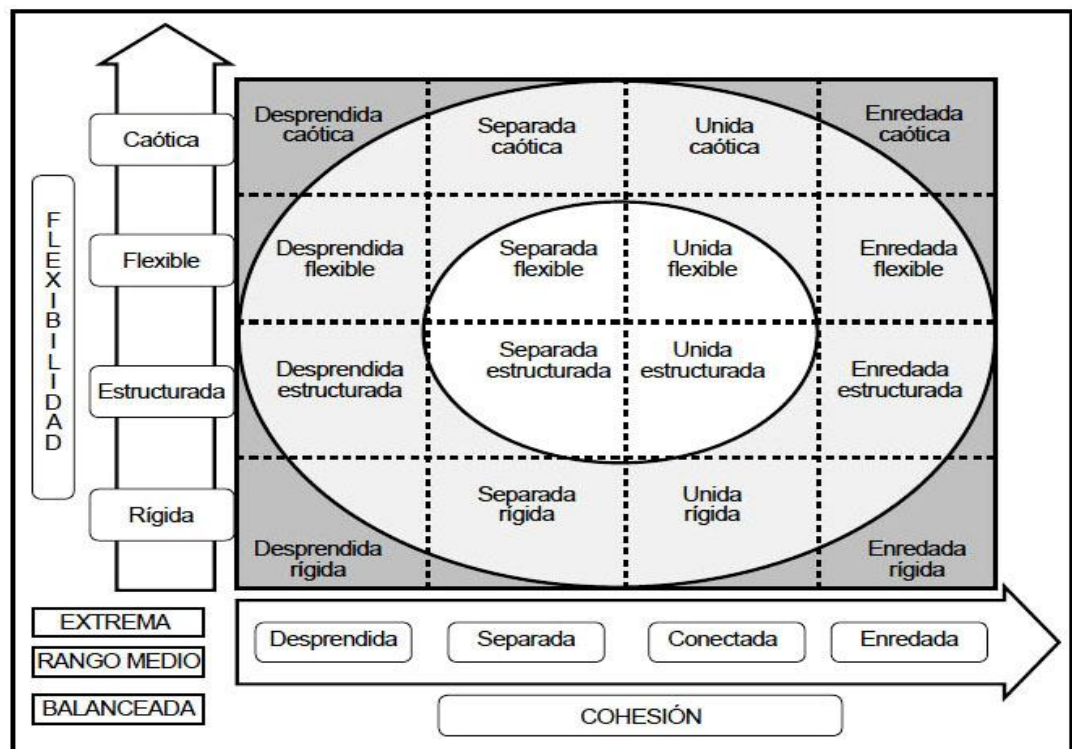 Caótica
Flexible
Estructurada
Rígida
FLEXIBILIDAD
Desprendida
caótica
Separada
caótica
Unida
caótica
Enredada
caótica
Desprendida
flexible
Separada
flexible
Unida
flexible
Enredada
flexible
Desprendida
estructurada
Separada
estructurada
Unida
estructurada
Enredada
estructurada
Desprendida
rígida
Separada
rígida
Unida
rígida
Enredada
rígida
EXTREMA
RANGO MEDIO
BALANCEADA
Desprendida
Separada
Conectada
Enredada
COHESIÓN